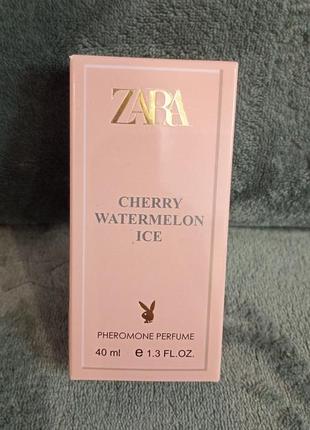 ZARA
CHERRY
WATERMELON
ICE
PHEROMONE PERFUME
40 ml e 1.3 FL.OZ.